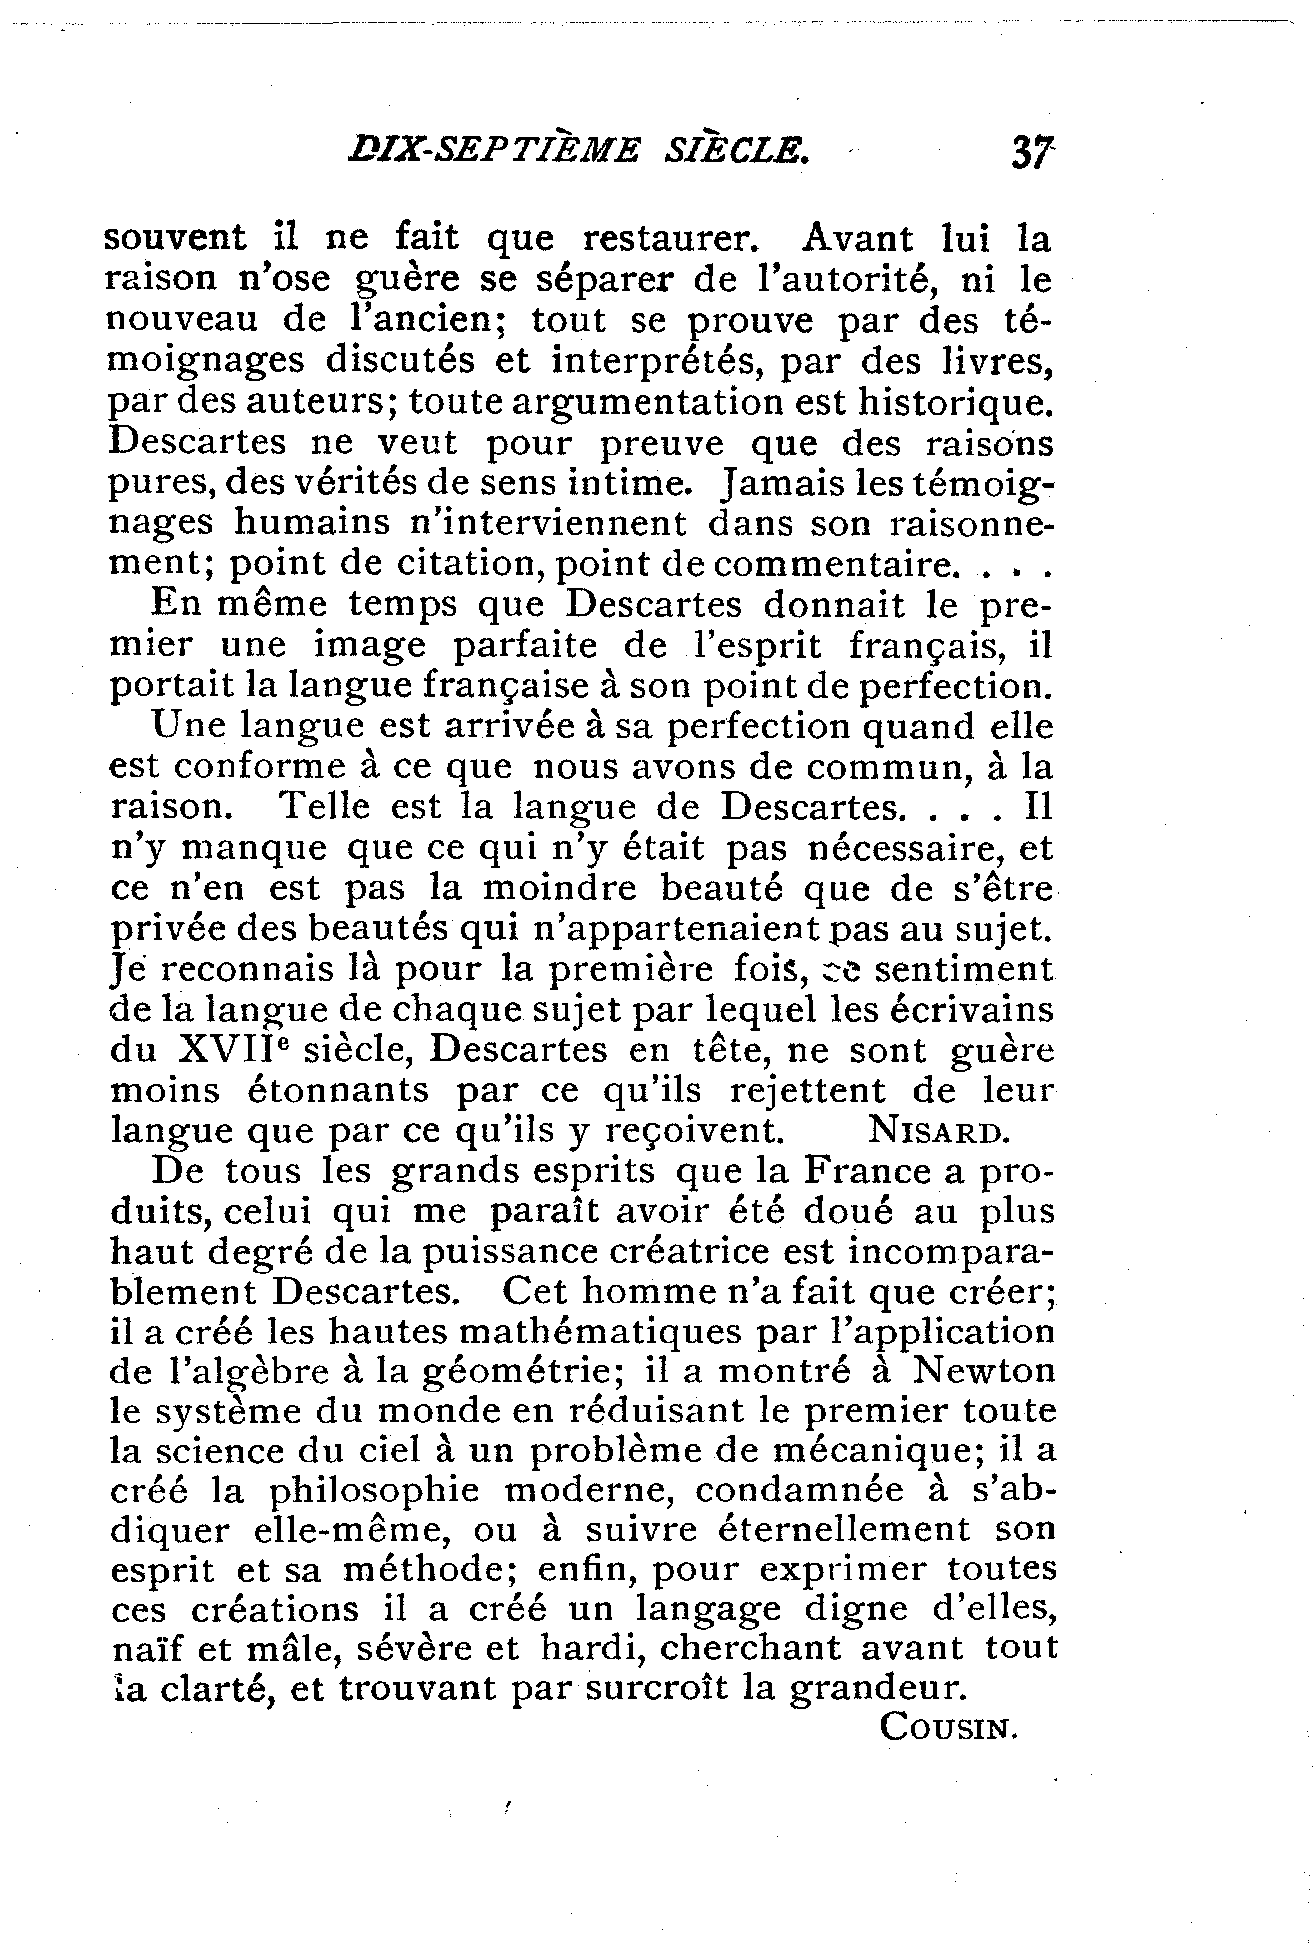 DIX-SEPTIÈME SIÈCLE. 37
souvent il ne fait que restaurer. Avant lui la
raison n'ose guère se séparer de l'autorité, ni le
nouveau de l'ancien; tout se prouve par des té-
moignages discutés et interprétés, par des livres,
par des auteurs; toute argumentation est historique.
Descartes ne veut pour preuve que des raisons
pures, des vérités de sens intime. Jamais les témoig-
nages humains n'interviennent dans son raisonne-
ment; point de citation, point de commentaire. . . .
En même temps que Descartes donnait le pre-
mier une image parfaite de l'esprit français, il
portait la langue française à son point de perfection.
Une langue est arrivée à sa perfection quand elle
est conforme à ce que nous avons de commun, à la
raison. Telle est la langue de Descartes. . . . Il
n'y manque que ce qui n'y était pas nécessaire, et
ce n'en est pas la moindre beauté que de s'être
privée des beautés qui n'appartenaient pas au sujet.
Je reconnais là pour la première fois, ce sentiment
de la langue de chaque sujet par lequel les écrivains
du XVIIe siècle, Descartes en tête, ne sont guère
moins étonnants par ce qu'ils rejettent de leur
langue que par ce qu'ils y reçoivent. NISARD.
De tous les grands esprits que la France a pro-
duits, celui qui me paraît avoir été doué au plus
haut degré de la puissance créatrice est incompara-
blement Descartes. Cet homme n'a fait que créer;
il a créé les hautes mathématiques par l'application
de l'algèbre à la géométrie; il a montré à Newton
le système du monde en réduisant le premier toute
la science du ciel à un problème de mécanique; il a
créé la philosophie moderne, condamnée à s'ab-
diquer elle-même, ou à suivre éternellement son
esprit et sa méthode; enfin, pour exprimer toutes
ces créations il a créé un langage digne d'elles,
naïf et mâle, sévère et hardi, cherchant avant tout
la clarté, et trouvant par surcroît la grandeur.
COUSIN.